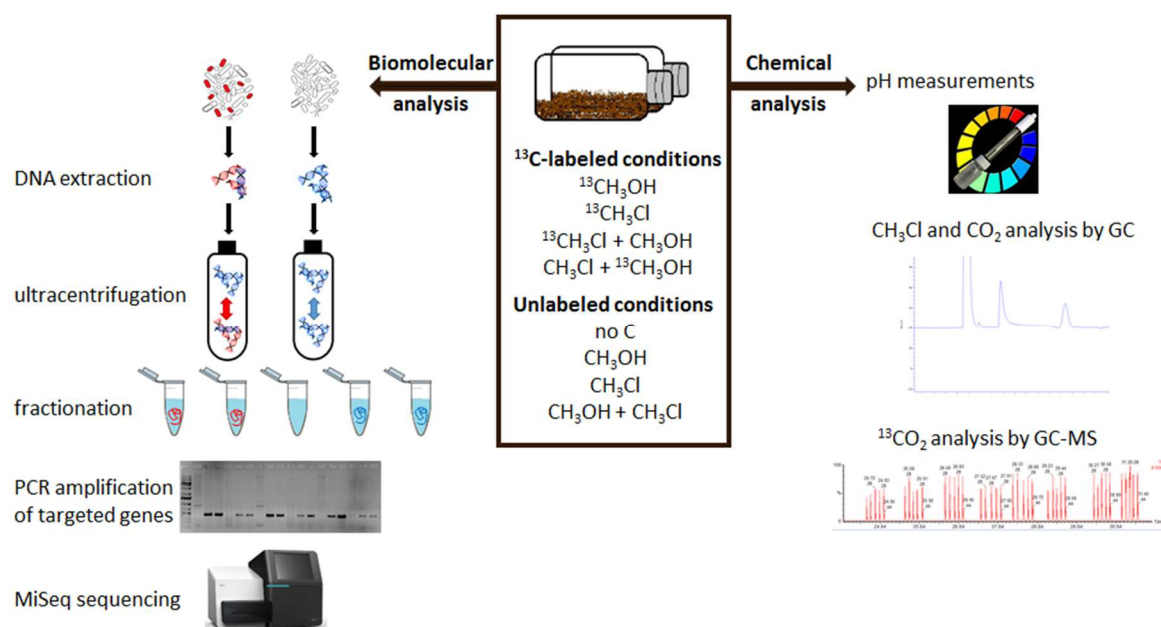 Biomolecular
analysis
Chemical
analysis
pH measurements
DNA extraction
ultracentrifugation
fractionation
PCR amplification
of targeted genes
MiSeq sequencing
¹³C-labeled conditions
¹³CH₃OH
¹³CH₃Cl
¹³CH₃Cl + CH₃OH
CH₃Cl + ¹³CH₃OH
Unlabeled conditions
no C
CH₃OH
CH₃Cl
CH₃OH + CH₃Cl
CH₃Cl and CO₂ analysis by GC
¹³CO₂ analysis by GC-MS